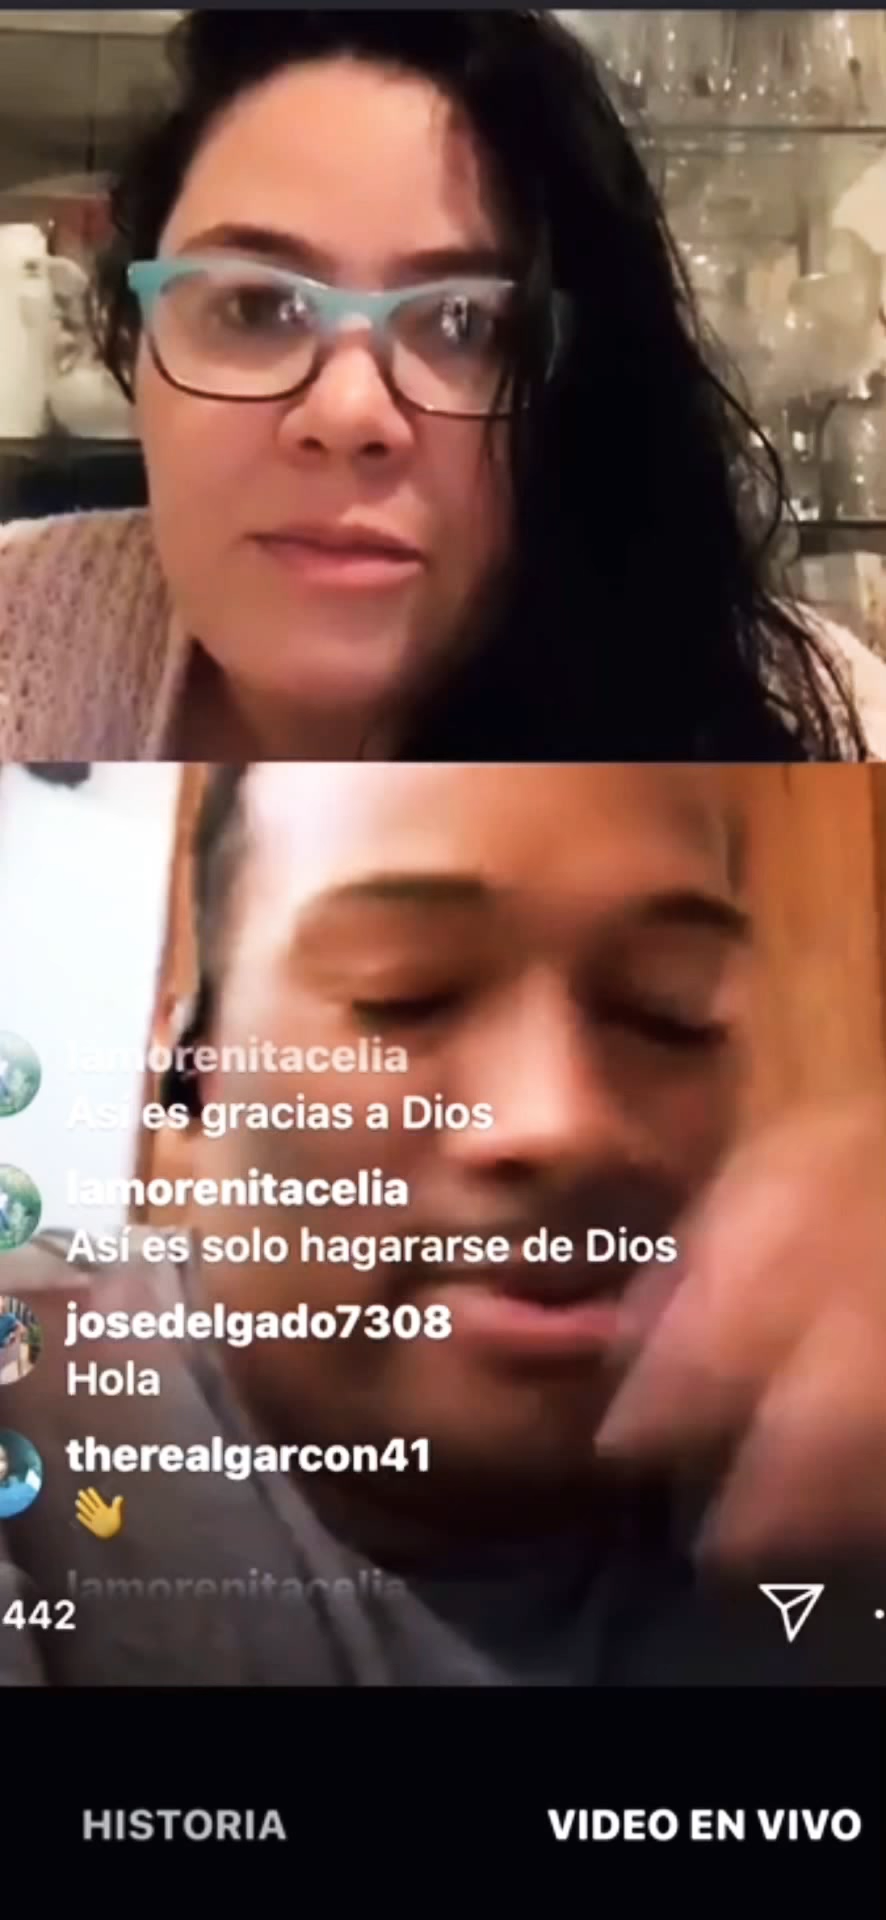 lamorenitacelia
Así es gracias a Dios
lamorenitacelia
Así es solo hagararse de Dios
josedelgado7308
Hola
therealgarcon41
👋
lamorenitacelia
442
HISTORIA
VIDEO EN VIVO